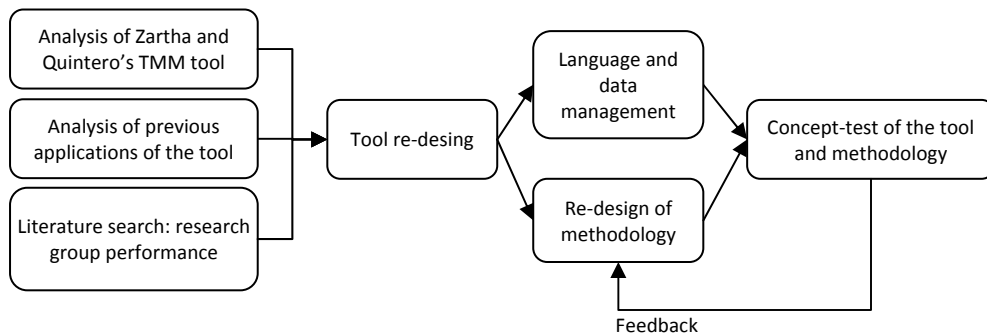 Analysis of Zartha and
Quintero’s TMM tool
Analysis of previous
applications of the tool
Literature search: research
group performance
Tool re-desing
Language and
data
management
Re-design of
methodology
Concept-test of the tool
and methodology
Feedback